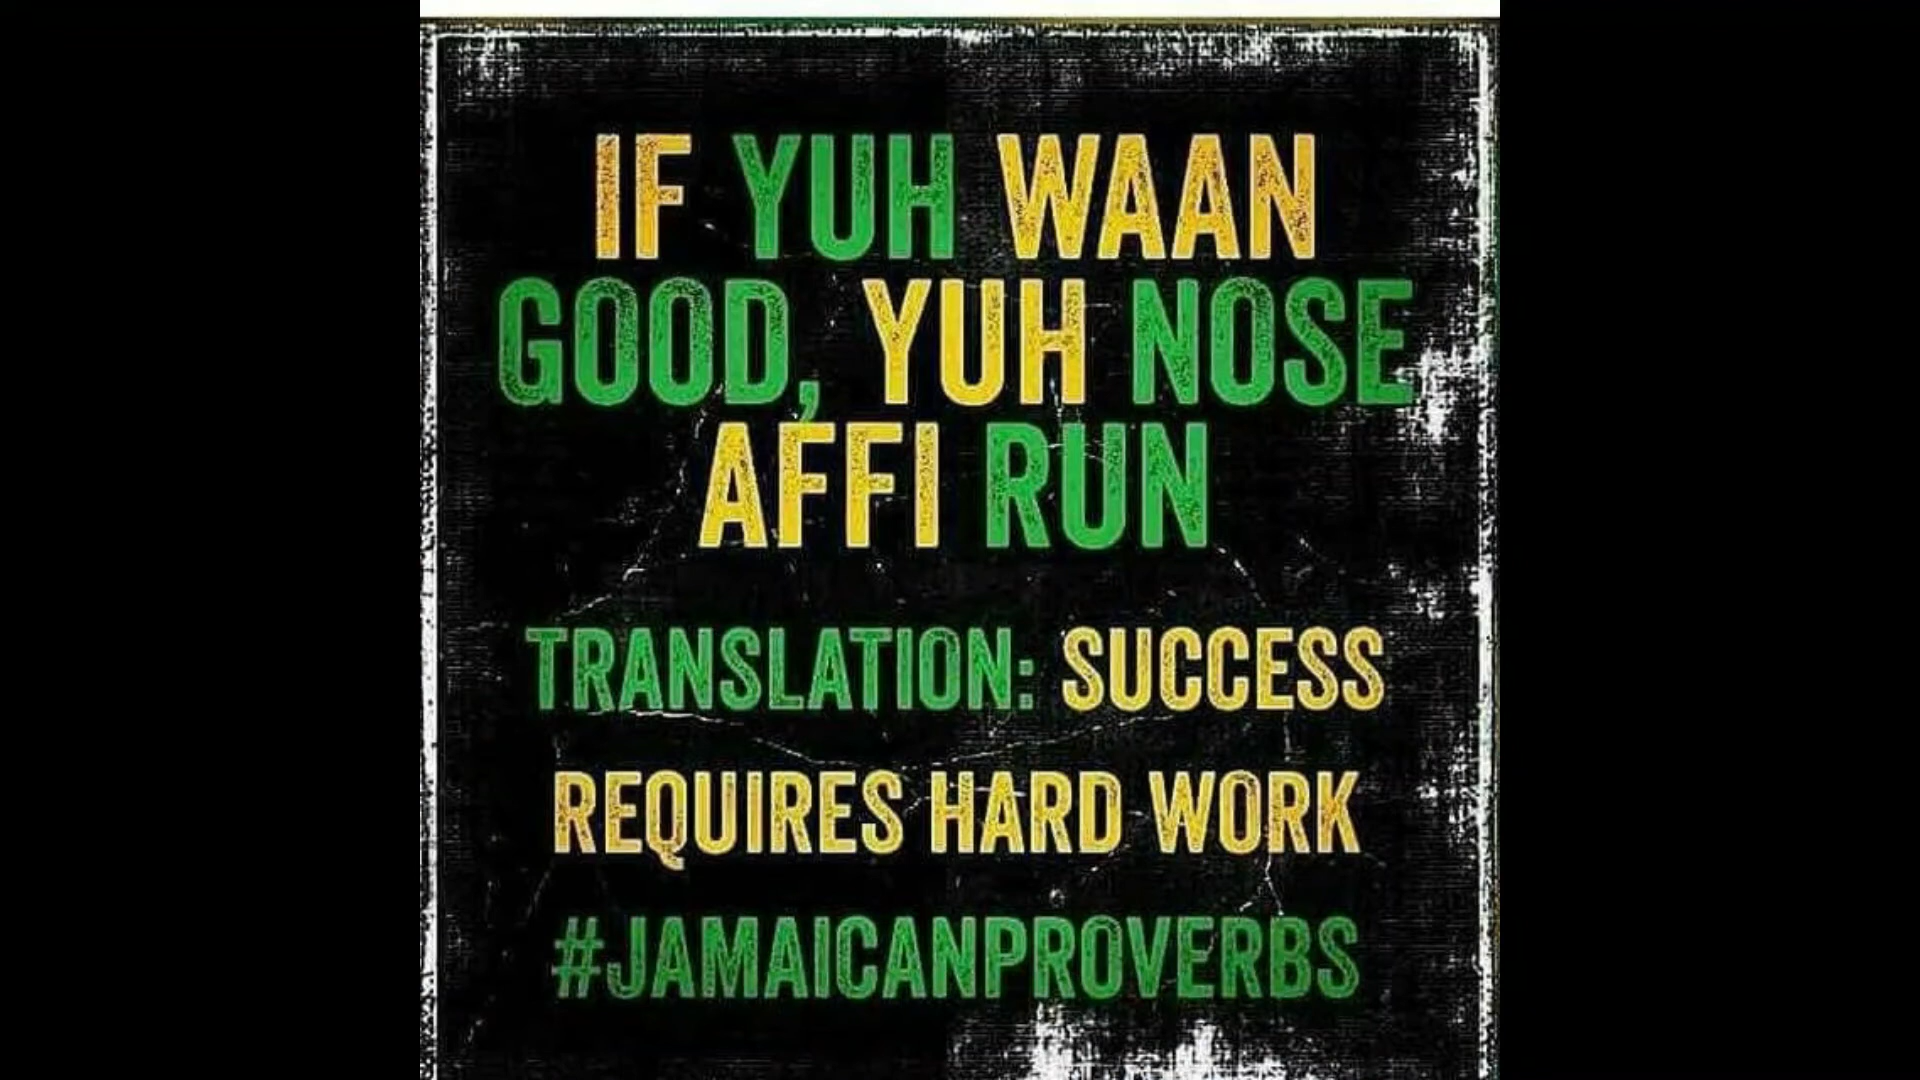 IF YUH WAAN
GOOD, YUH NOSE
AFFI RUN
TRANSLATION: SUCCESS
REQUIRES HARD WORK
#JAMAICANPROVERBS